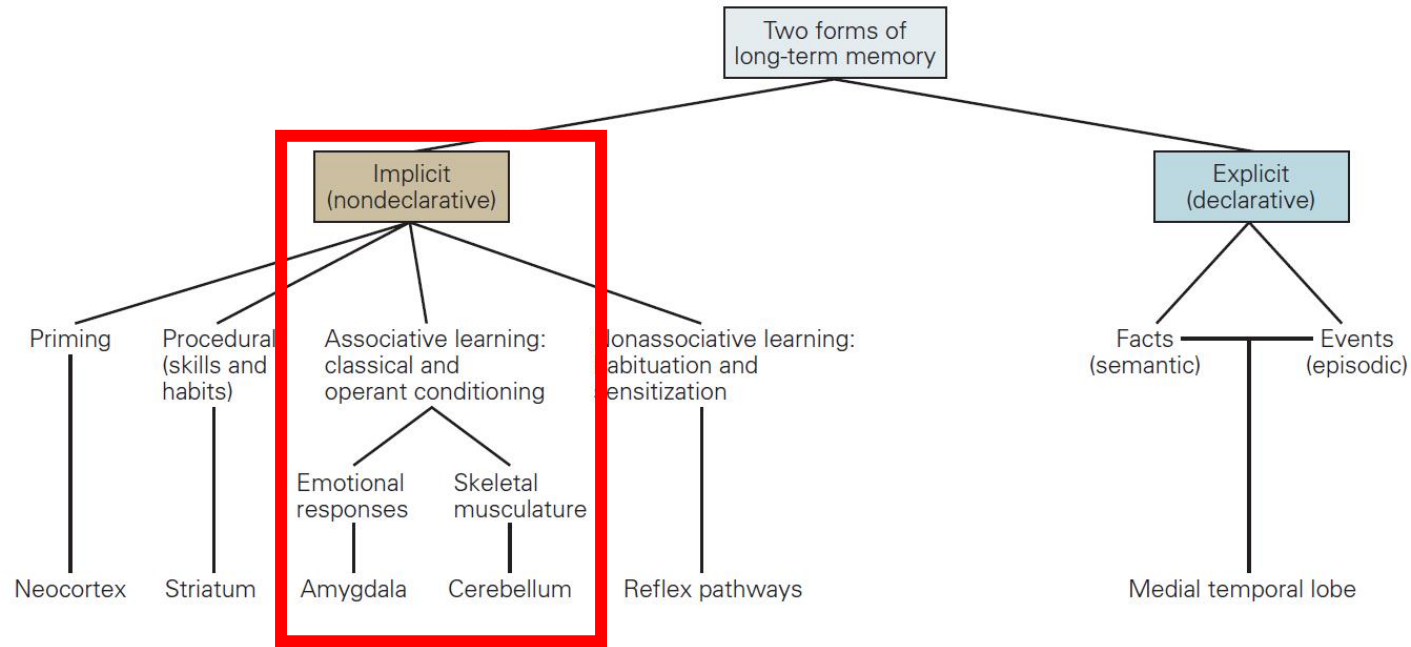 Two forms of
long-term memory
Implicit
(nondeclarative)
Explicit
(declarative)
Priming
Procedural
(skills and
habits)
Associative learning:
classical and
operant conditioning
onassociative learning:
abituation and
ensitization
Facts
(semantic)
Events
(episodic)
Emotional
responses
Skeletal
musculature
Neocortex
Striatum
Amygdala
Cerebellum
Reflex pathways
Medial temporal lobe